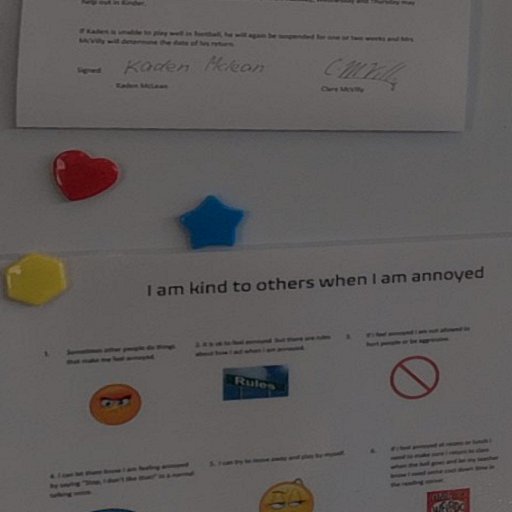 help out in Kinder.
If Kaden is unable to play well in football, he will again be suspended for one or two weeks and Mrs
McVilly will determine the date of his return.
Signed Kaden Mclean C McVilly
Kaden McLean Clare McVilly
I am kind to others when I am annoyed
1. Sometimes other people do things
that make me feel annoyed.
2. It is ok to feel annoyed but there are rules
about how I act when I am annoyed.
3. If I feel annoyed I am not allowed to
hurt people or be aggressive.
Rules
4. I can let them know I am feeling annoyed
by saying "Stop, I don't like that" in a normal
talking voice.
5. I can try to move away and play by myself.
6. If I feel annoyed at recess or lunch I
need to make sure I return to class
when the bell goes and let my teacher
know I need some cool down time in
the reading corner.